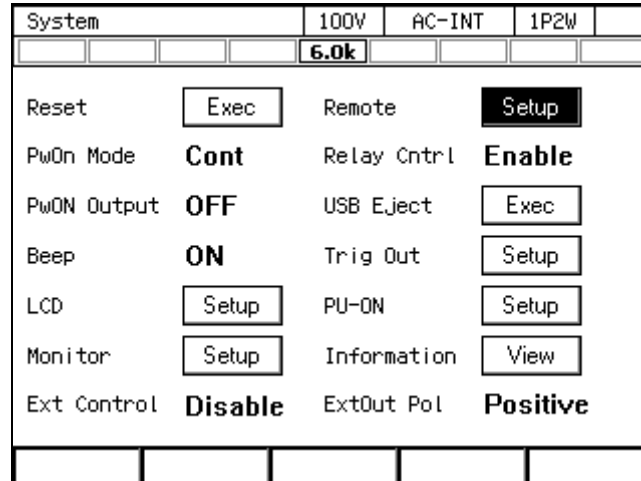 System 100V AC-INT 1P2W
6.0k
Reset Exec Remote Setup
PwOn Mode Cont Relay Cntrl Enable
PwON Output OFF USB Eject Exec
Beep ON Trig Out Setup
LCD Setup PU-ON Setup
Monitor Setup Information View
Ext Control Disable ExtOut Pol Positive